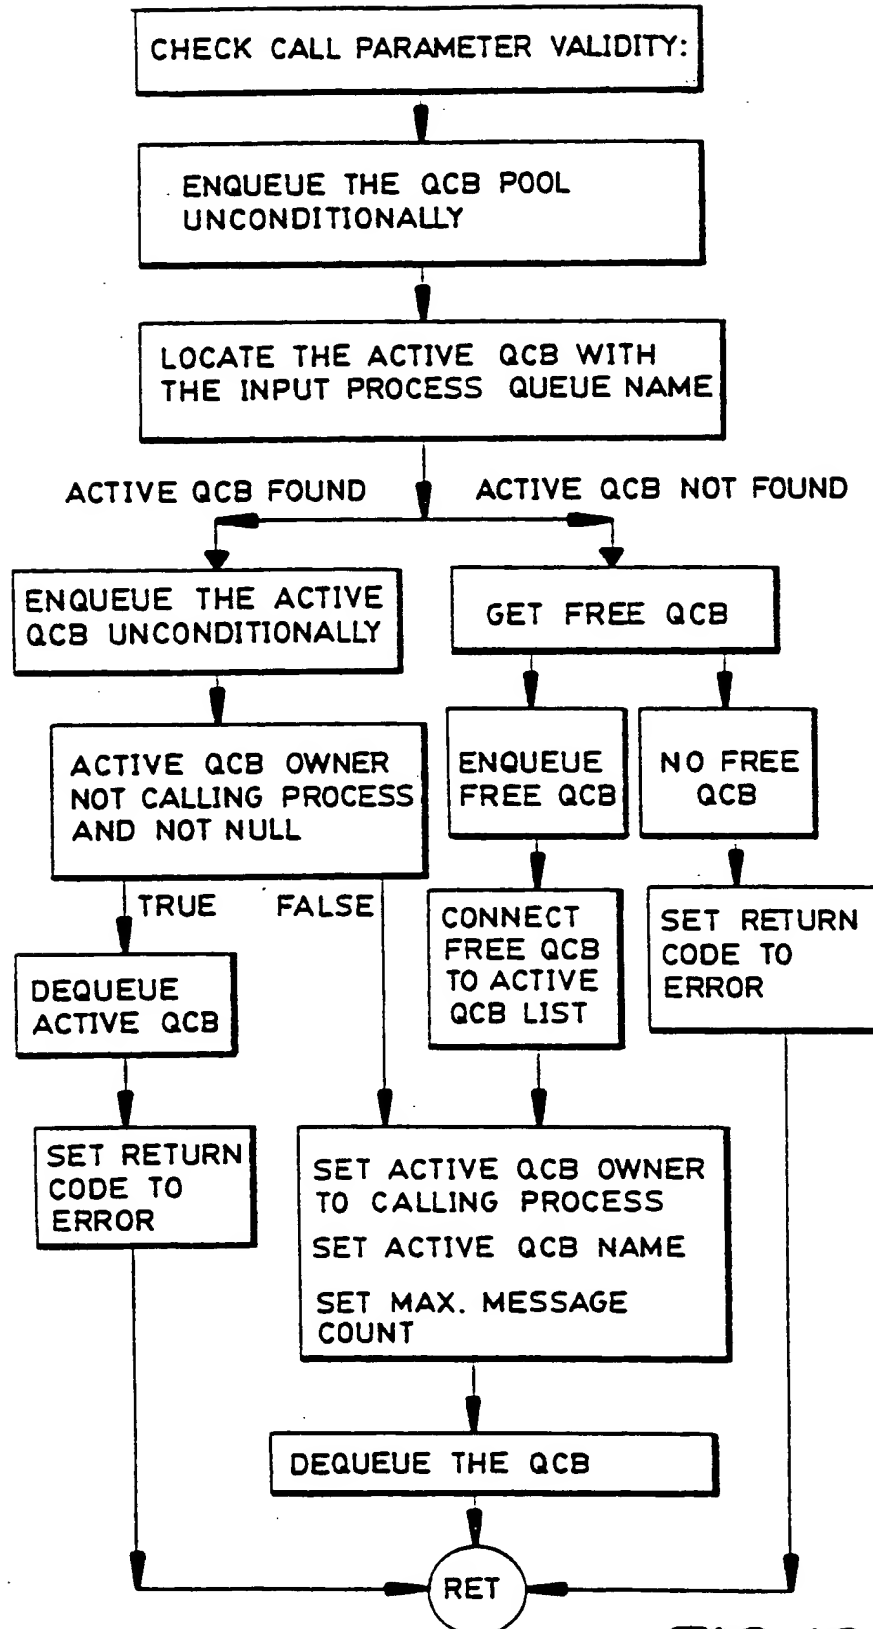 CHECK CALL PARAMETER VALIDITY:
ENQUEUE THE QCB POOL
UNCONDITIONALLY
LOCATE THE ACTIVE QCB WITH
THE INPUT PROCESS QUEUE NAME
ACTIVE QCB FOUND
ACTIVE QCB NOT FOUND
ENQUEUE THE ACTIVE
QCB UNCONDITIONALLY
GET FREE QCB
ACTIVE QCB OWNER
NOT CALLING PROCESS
AND NOT NULL
ENQUEUE
FREE QCB
NO FREE
QCB
TRUE
FALSE
DEQUEUE
ACTIVE QCB
CONNECT
FREE QCB
TO ACTIVE
QCB LIST
SET RETURN
CODE TO
ERROR
SET RETURN
CODE TO
ERROR
SET ACTIVE QCB OWNER
TO CALLING PROCESS
SET ACTIVE QCB NAME
SET MAX. MESSAGE
COUNT
DEQUEUE THE QCB
RET